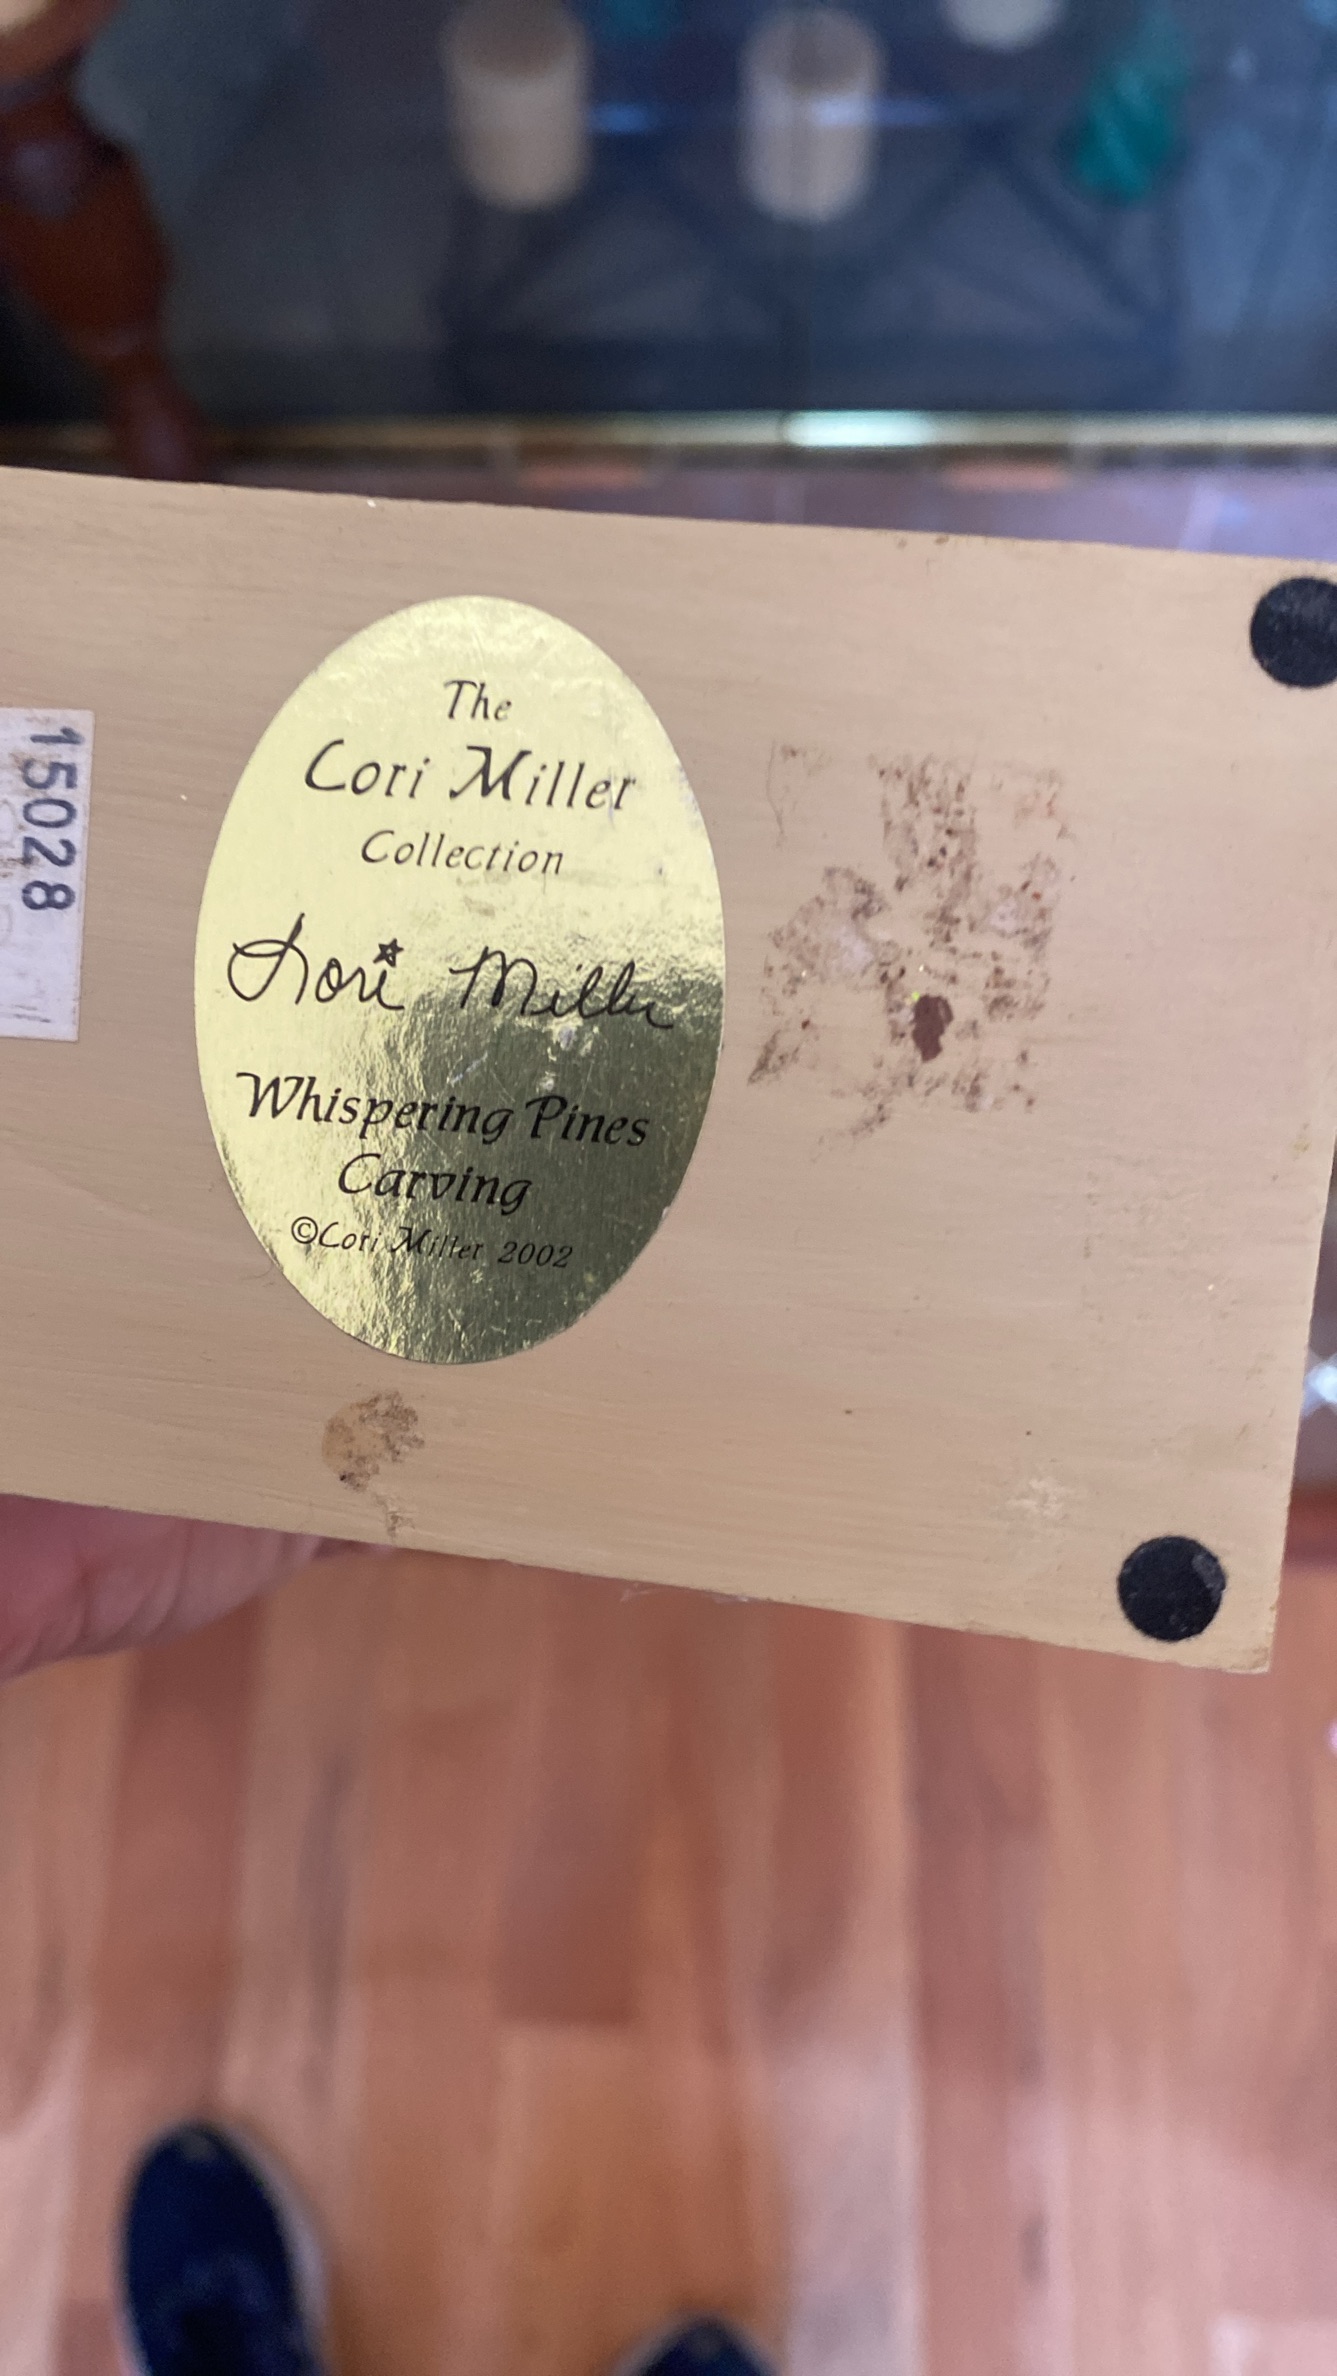 The
Cori Miller
Collection
Cori Miller
Whispering Pines
Carving
©Cori Miller 2002
15028